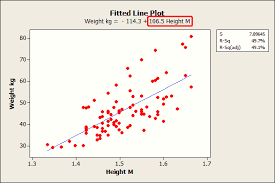 Fitted Line Plot
Weight kg = - 114.3 + 106.5 Height M
S 7.89645
R-Sq 49.7%
R-Sq(adj) 49.2%
Weight kg
80
70
60
50
40
30
1.3
1.4
1.5
1.6
1.7
Height M